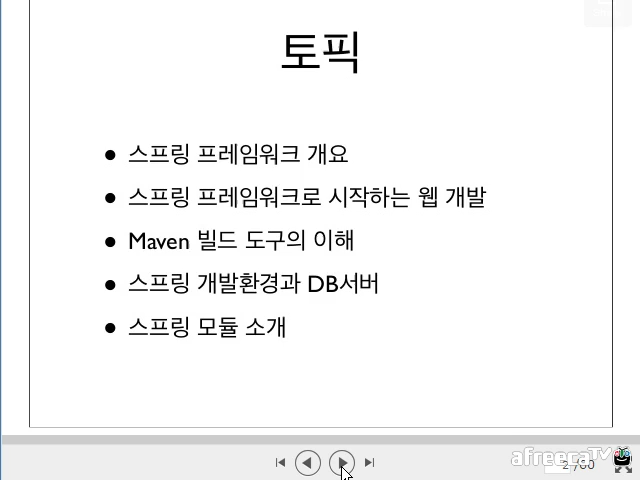 토픽
• 스프링 프레임워크 개요
• 스프링 프레임워크로 시작하는 웹 개발
• Maven 빌드 도구의 이해
• 스프링 개발환경과 DB서버
• 스프링 모듈 소개
afreecaTV
2 /60